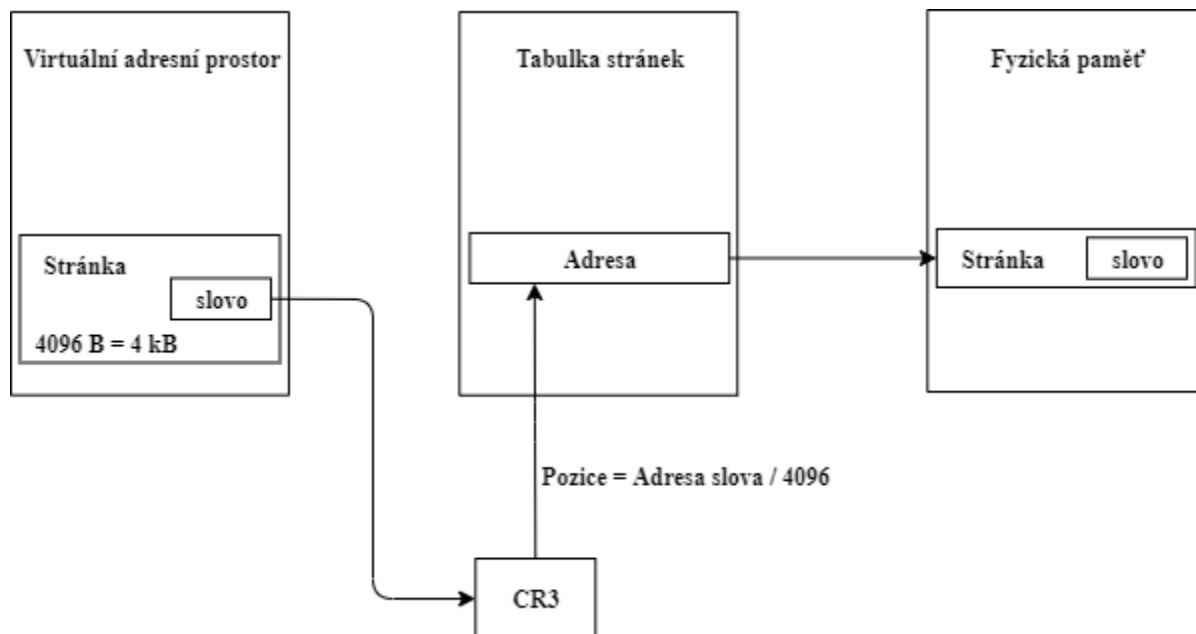 Virtuální adresní prostor
Tabulka stránek
Fyzická paměť
Stránka
slovo
4096 B = 4 kB
Adresa
Stránka
slovo
Pozice = Adresa slova / 4096
CR3